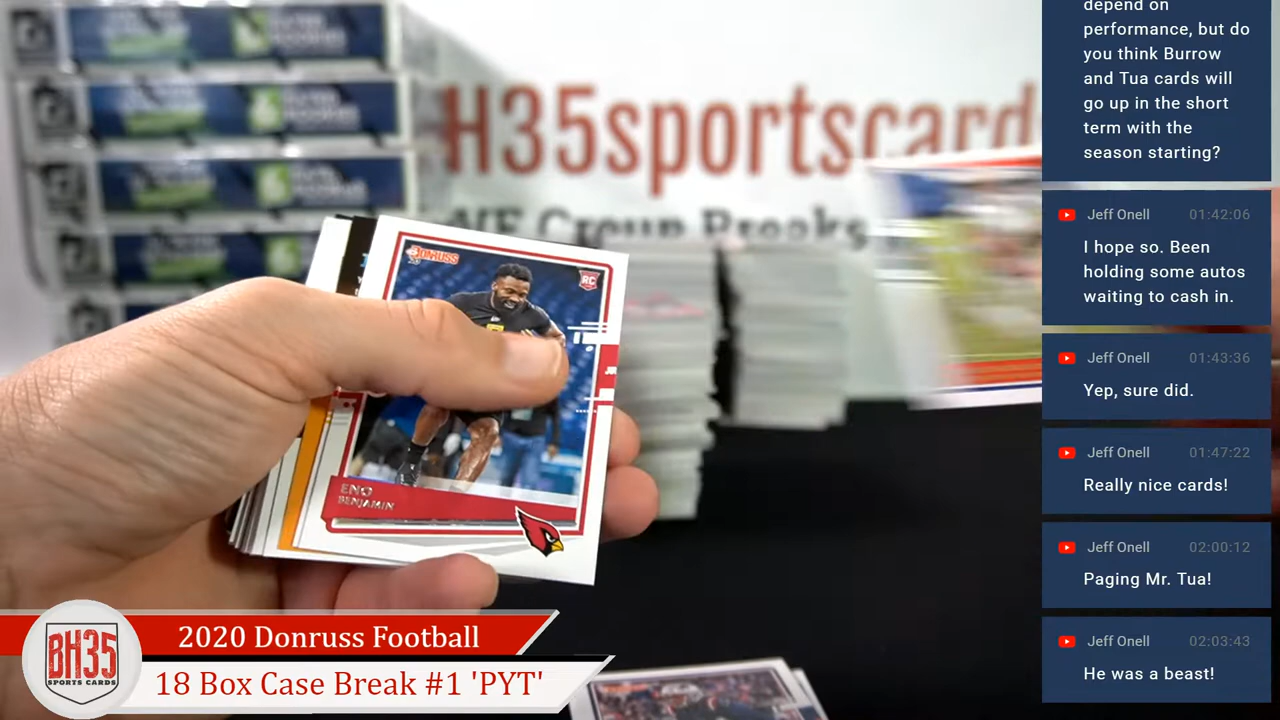 H35sportscard
Group Breaks
DONRUSS
RC
ENO
BENJAMIN
BH35
SPORTS CARDS
2020 Donruss Football
18 Box Case Break #1 'PYT'
depend on
performance, but do
you think Burrow
and Tua cards will
go up in the short
term with the
season starting?
Jeff Onell 01:42:06
I hope so. Been
holding some autos
waiting to cash in.
Jeff Onell 01:43:36
Yep, sure did.
Jeff Onell 01:47:22
Really nice cards!
Jeff Onell 02:00:12
Paging Mr. Tua!
Jeff Onell 02:03:43
He was a beast!